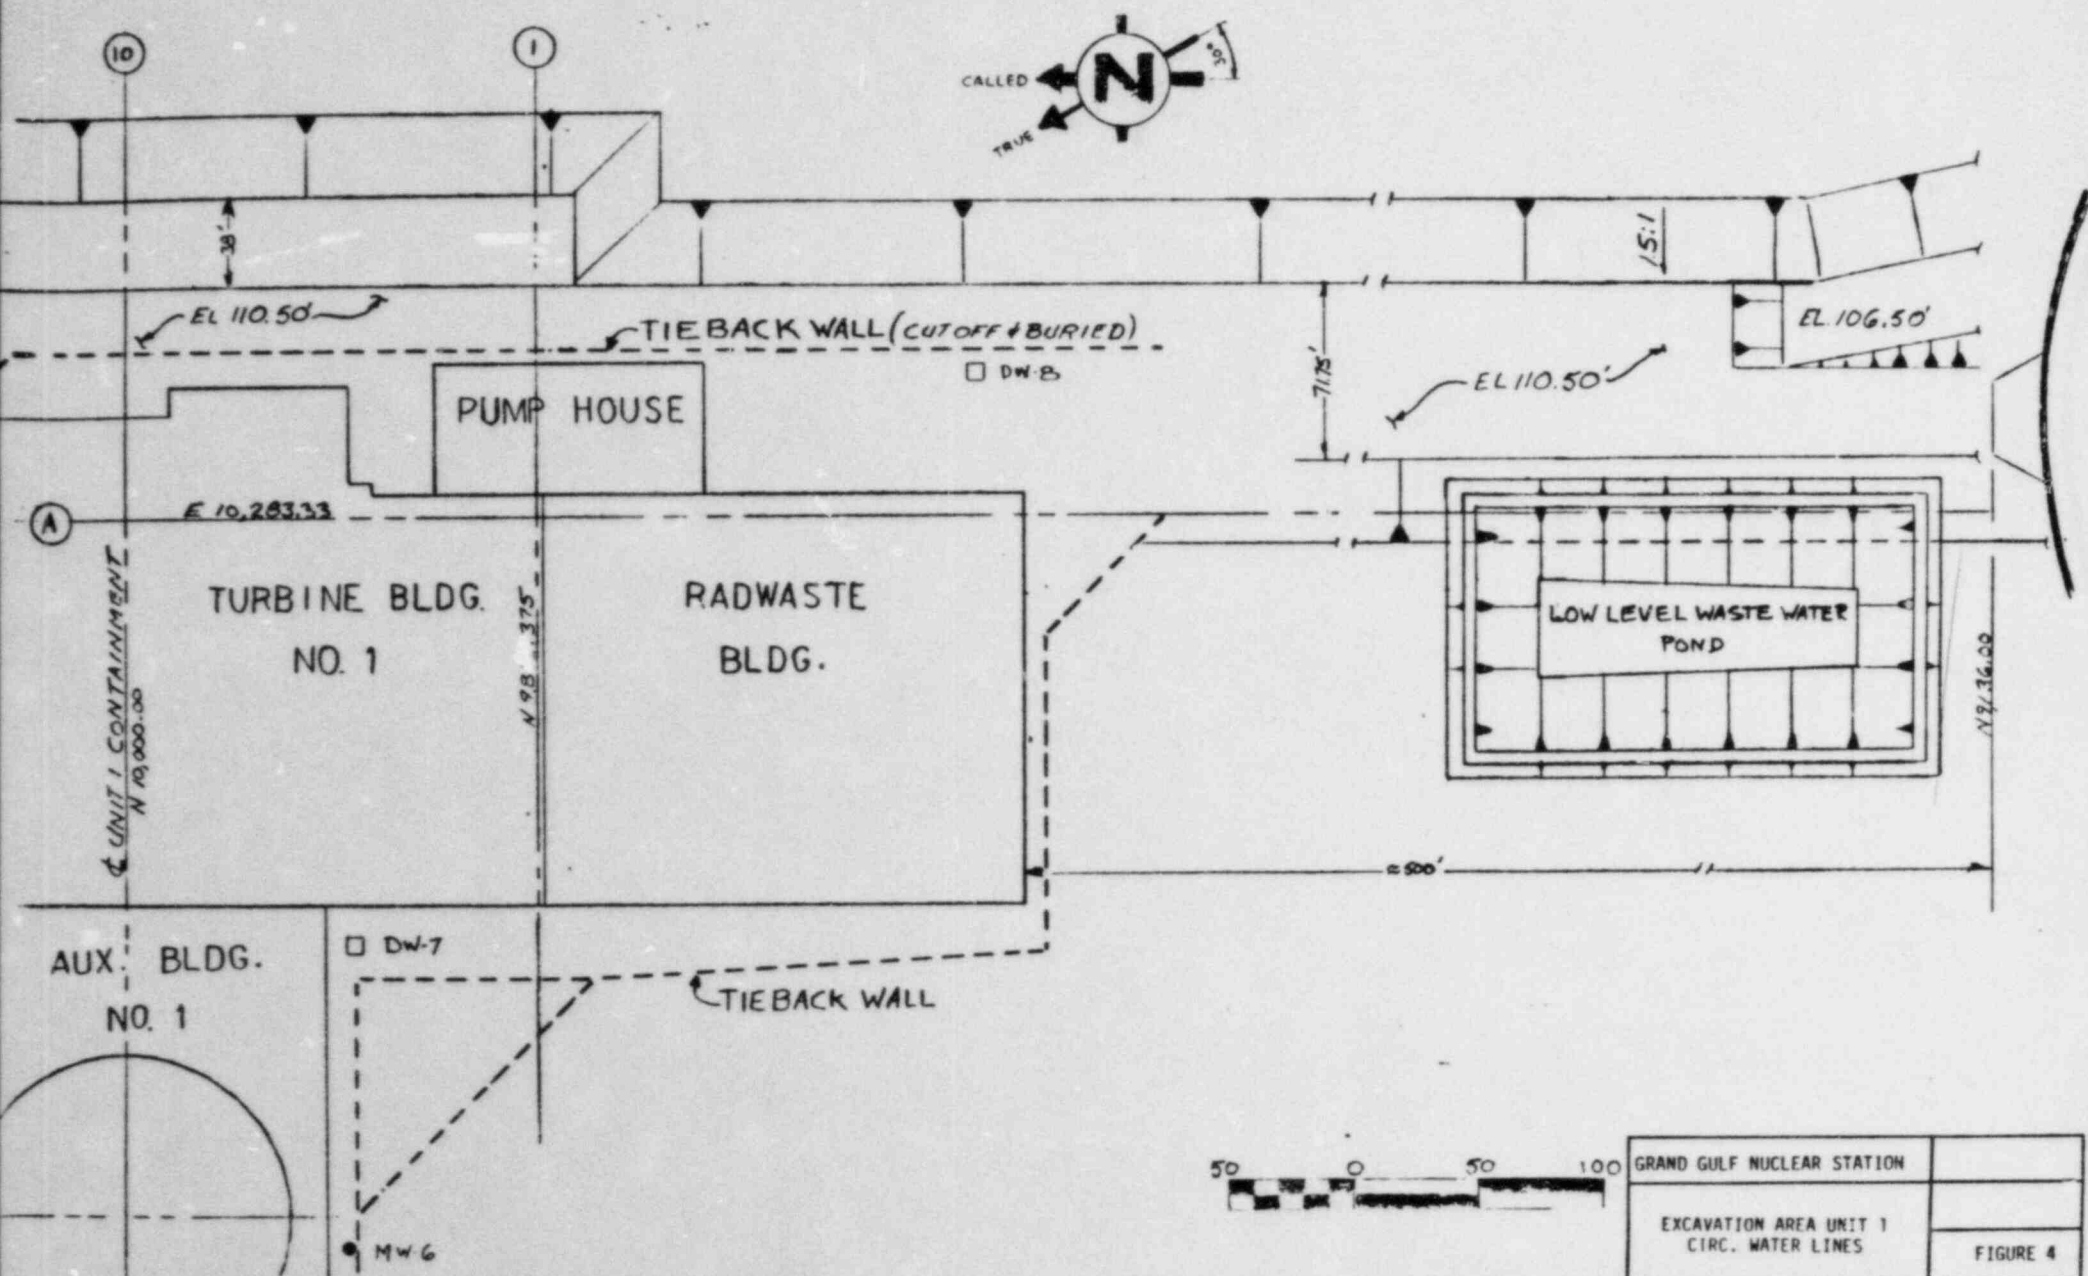 10
1
N
CALLED
TRUE
30°
38'
15:1
EL 110.50'
TIEBACK WALL (CUTOFF & BURIED)
EL 106.50'
DW-8
71.75'
EL 110.50'
PUMP HOUSE
A
E 10,283.33
TURBINE BLDG.
NO. 1
RADWASTE
BLDG.
LOW LEVEL WASTE WATER
POND
℄ UNIT 1 CONTAINMENT
N 10,000.00
≈500'
AUX. BLDG.
NO. 1
DW-7
TIEBACK WALL
MW-6
50 0 50 100
GRAND GULF NUCLEAR STATION
EXCAVATION AREA UNIT 1
CIRC. WATER LINES
FIGURE 4